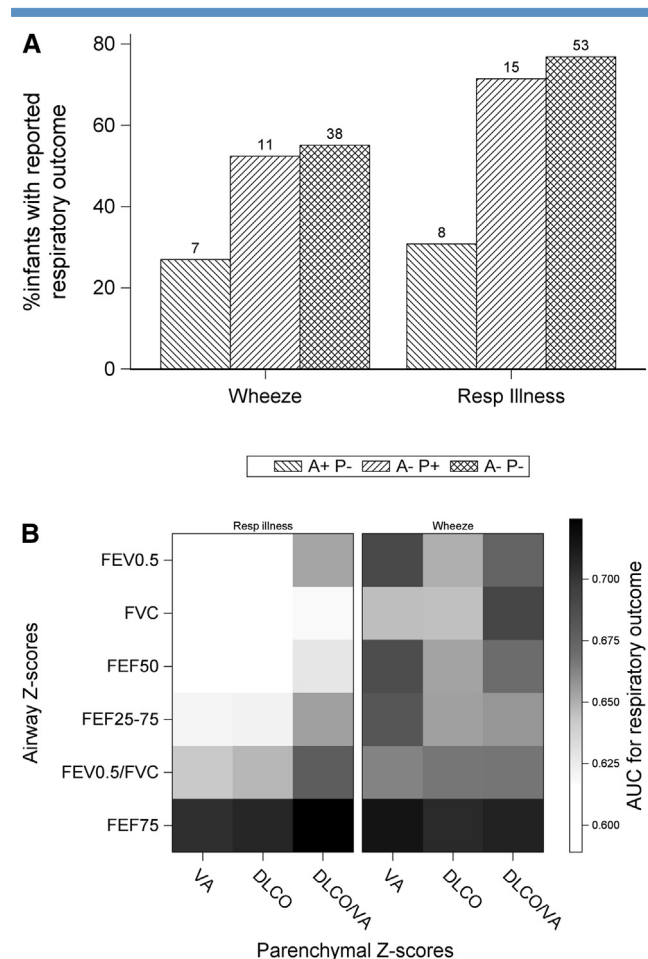 A
%infants with reported
respiratory outcome
80
60
40
20
0
7
11
38
8
15
53
Wheeze
Resp Illness
A+ P-
A- P+
A- P-
B
Resp illness
Wheeze
Airway Z-scores
FEV0.5
FVC
FEF50
FEF25-75
FEV0.5/FVC
FEF75
VA
DLCO
DLCO/VA
VA
DLCO
DLCO/VA
Parenchymal Z-scores
0.700
0.675
0.650
0.625
0.600
AUC for respiratory outcome